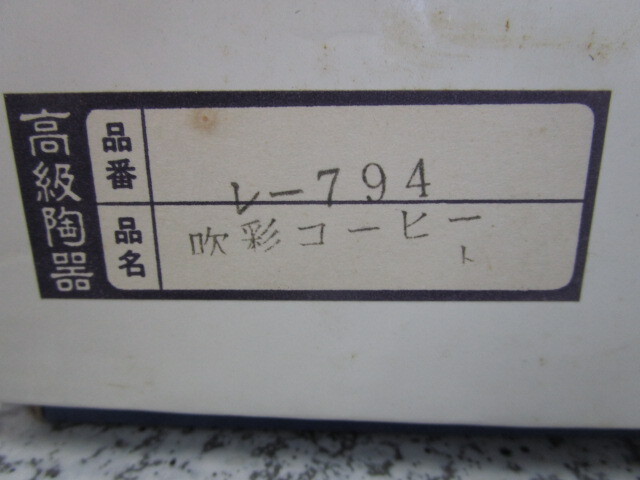 高級陶器
品番
レー794
品名
吹彩コーヒー
ト